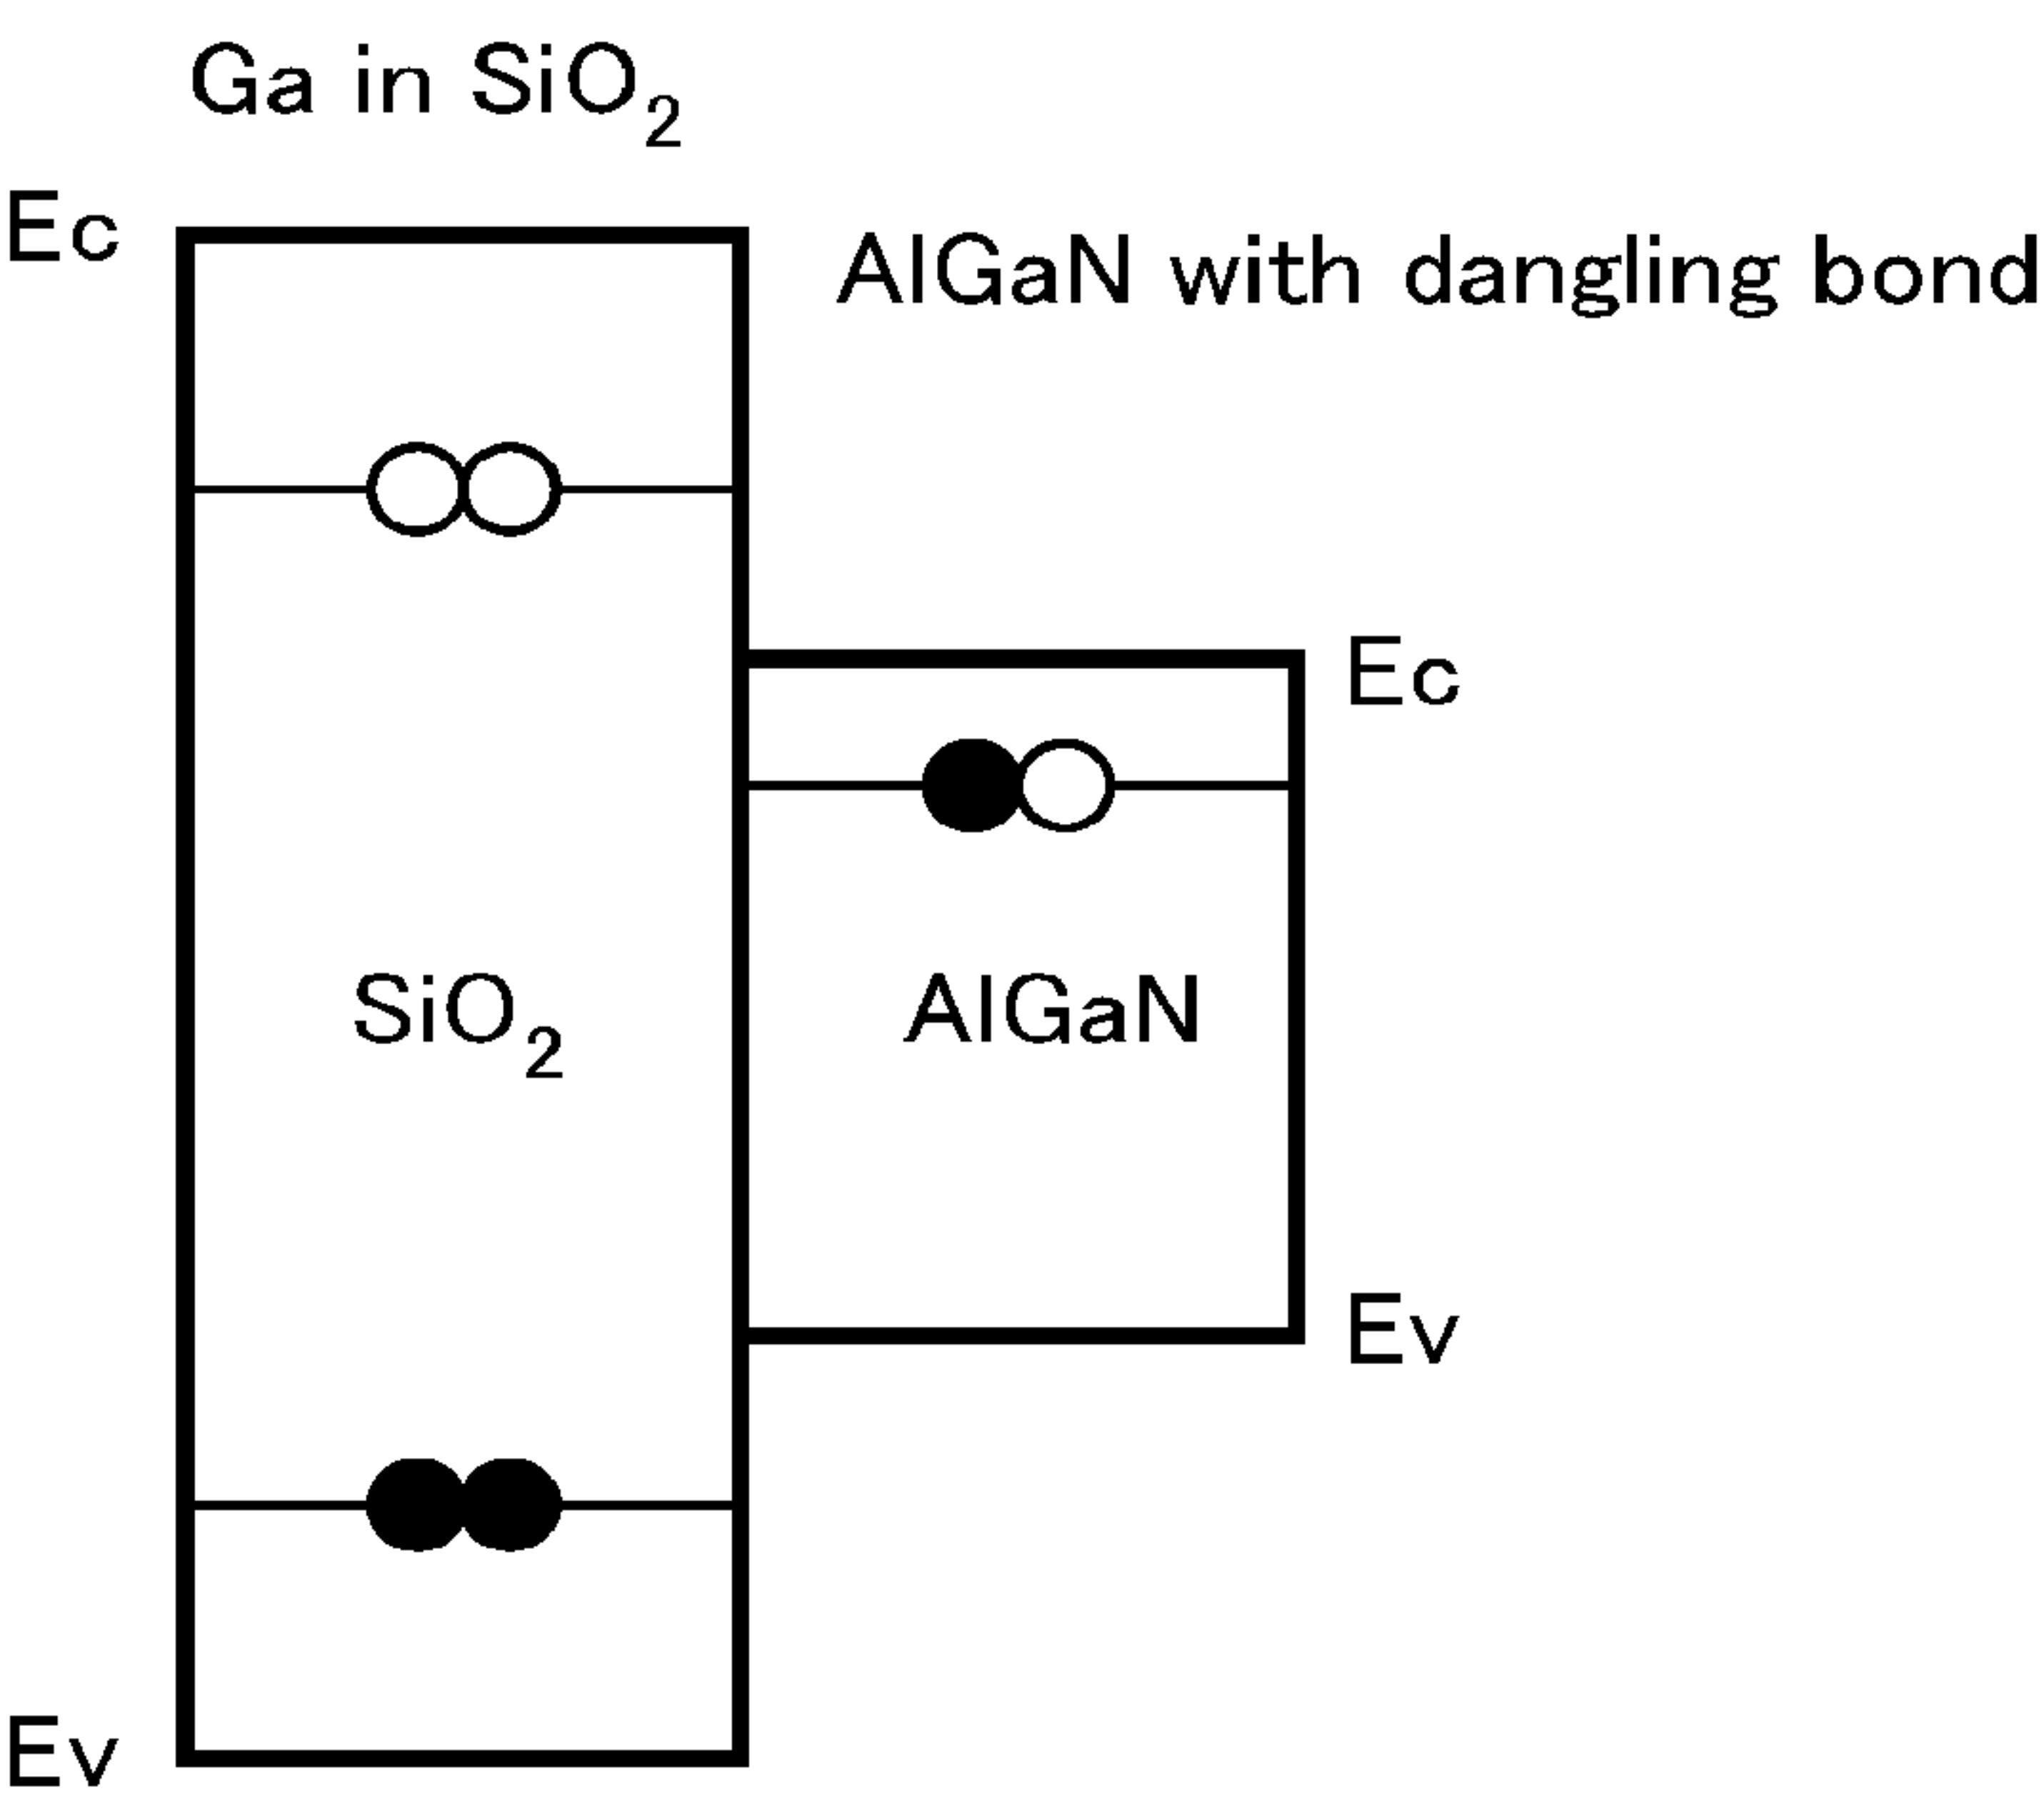 Ga in SiO2
Ec
AlGaN with dangling bond
Ec
SiO2
AlGaN
Ev
Ev